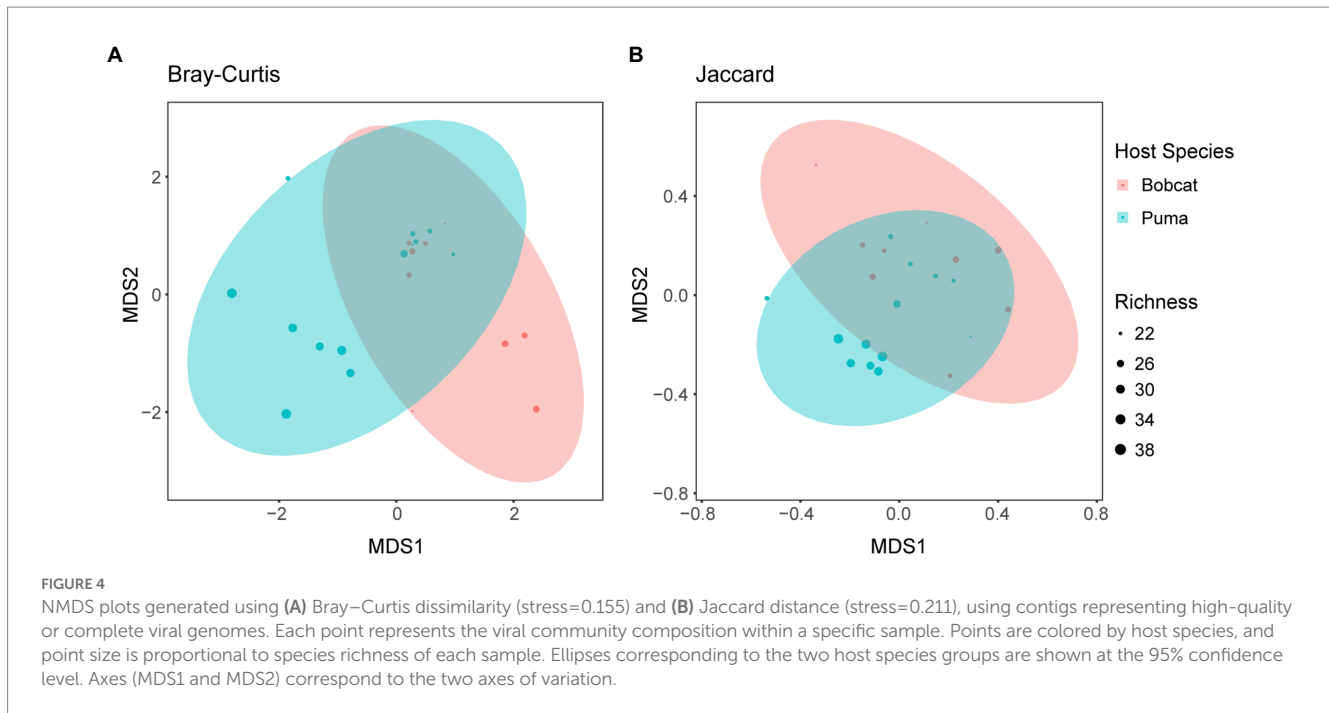 A
Bray-Curtis
2
0
−2
−2
0
2
MDS2
MDS1
B
Jaccard
0.4
0.0
−0.4
−0.8
−0.8
−0.4
0.0
0.4
0.8
MDS2
MDS1
Host Species
Bobcat
Puma
Richness
22
26
30
34
38
FIGURE 4
NMDS plots generated using (A) Bray–Curtis dissimilarity (stress=0.155) and (B) Jaccard distance (stress=0.211), using contigs representing high-quality
or complete viral genomes. Each point represents the viral community composition within a specific sample. Points are colored by host species, and
point size is proportional to species richness of each sample. Ellipses corresponding to the two host species groups are shown at the 95% confidence
level. Axes (MDS1 and MDS2) correspond to the two axes of variation.